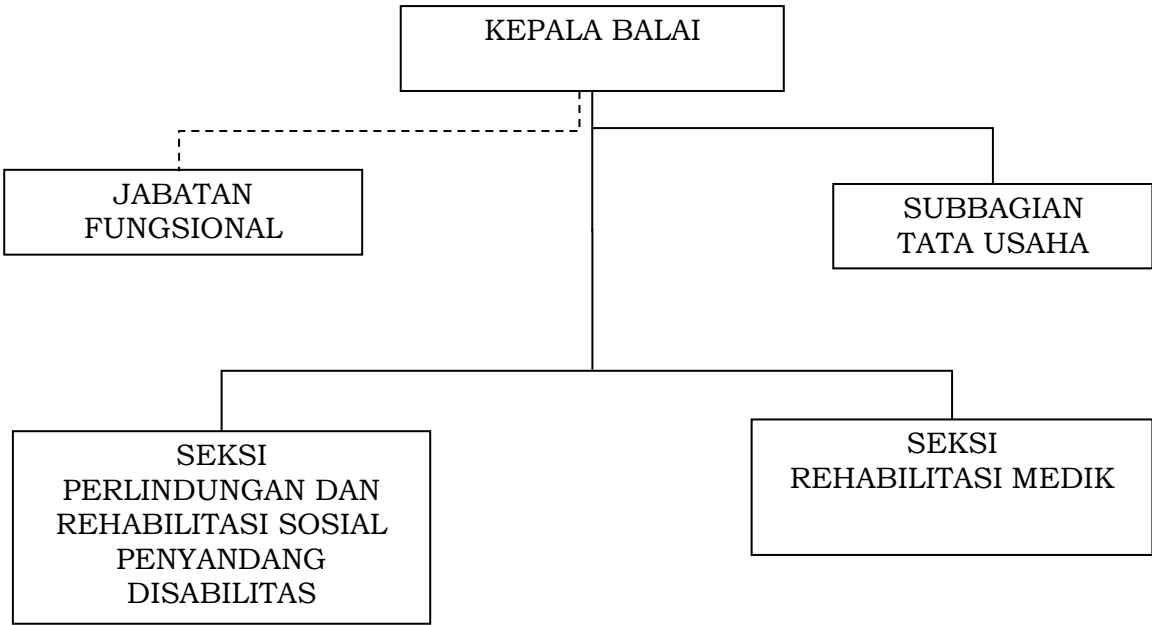 KEPALA BALAI
JABATAN
FUNGSIONAL
SUBBAGIAN
TATA USAHA
SEKSI
PERLINDUNGAN DAN
REHABILITASI SOSIAL
PENYANDANG
DISABILITAS
SEKSI
REHABILITASI MEDIK